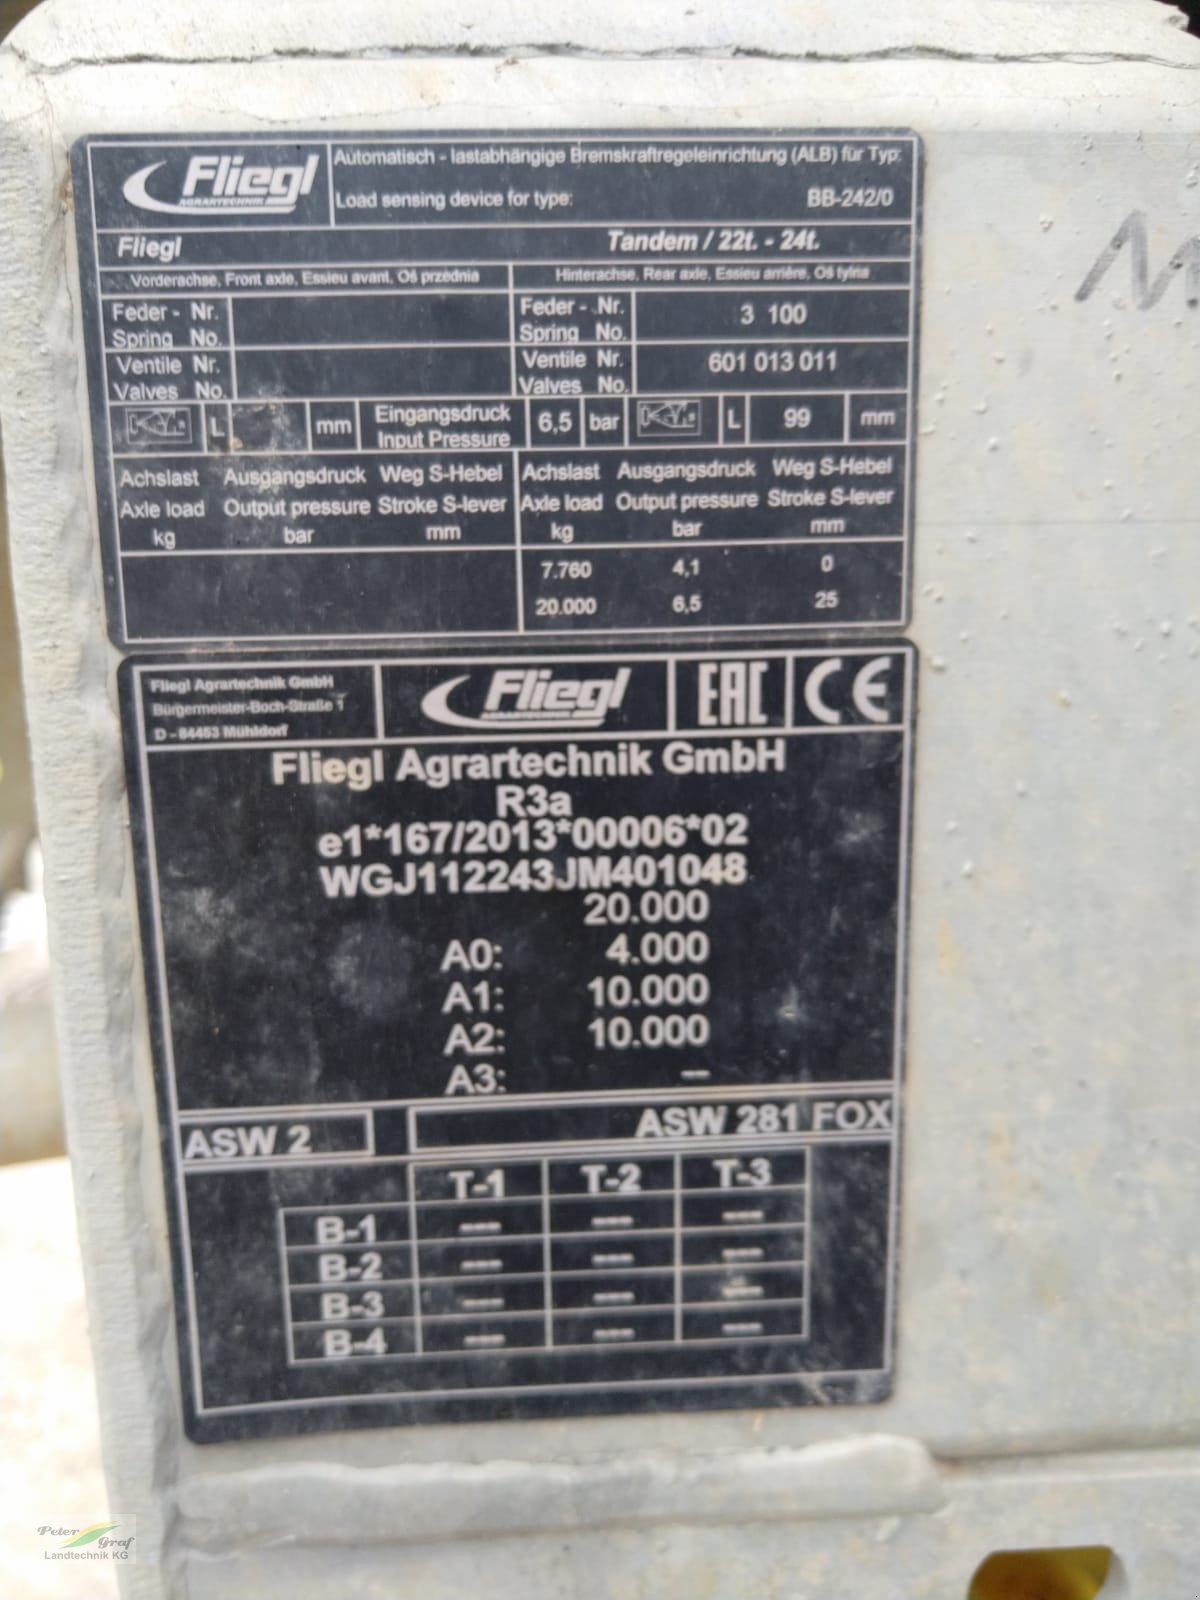 Fliegl
AGRARTECHNIK
Automatisch - lastabhängige Bremskraftregeleinrichtung (ALB) für Typ:
Load sensing device for type: BB-242/0
Fliegl Tandem / 22t. - 24t.
Vorderachse, Front axle, Essieu avant, Oś przednia Hinterachse, Rear axle, Essieu arrière, Oś tylna
Feder - Nr. Feder - Nr. 3 100
Spring No. Spring No.
Ventile Nr. Ventile Nr. 601 013 011
Valves No. Valves No.
L mm Eingangsdruck 6,5 bar L 99 mm
Input Pressure
Achslast Ausgangsdruck Weg S-Hebel Achslast Ausgangsdruck Weg S-Hebel
Axle load Output pressure Stroke S-lever Axle load Output pressure Stroke S-lever
kg bar mm kg bar mm
7.760 4,1 0
20.000 6,5 25
Fliegl Agrartechnik GmbH
Bürgermeister-Boch-Straße 1
D - 84453 Mühldorf
Fliegl
AGRARTECHNIK
EAC CE
Fliegl Agrartechnik GmbH
R3a
e1*167/2013*00006*02
WGJ112243JM401048
20.000
A0: 4.000
A1: 10.000
A2: 10.000
A3: --
ASW 2 ASW 281 FOX
T-1 T-2 T-3
B-1 --- --- ---
B-2 --- --- ---
B-3 --- --- ---
B-4 --- --- ---
Peter
Graf
Landtechnik KG